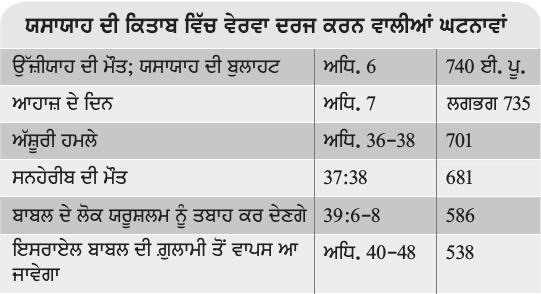 ਯਸਾਯਾਹ ਦੀ ਕਿਤਾਬ ਵਿੱਚ ਵੇਰਵਾ ਦਰਜ ਕਰਨ ਵਾਲੀਆਂ ਘਟਨਾਵਾਂ
ਉੱਜ਼ੀਯਾਹ ਦੀ ਮੌਤ; ਯਸਾਯਾਹ ਦੀ ਬੁਲਾਹਟ ਅਧਿ. 6 740 ਈ. ਪੂ.
ਆਹਾਜ਼ ਦੇ ਦਿਨ ਅਧਿ. 7 ਲਗਭਗ 735
ਅੱਸ਼ੂਰੀ ਹਮਲੇ ਅਧਿ. 36-38 701
ਸਨਹੇਰੀਬ ਦੀ ਮੌਤ 37:38 681
ਬਾਬਲ ਦੇ ਲੋਕ ਯਰੂਸ਼ਲਮ ਨੂੰ ਤਬਾਹ ਕਰ ਦੇਣਗੇ 39:6-8 586
ਇਸਰਾਏਲ ਬਾਬਲ ਦੀ ਗ਼ੁਲਾਮੀ ਤੋਂ ਵਾਪਸ ਆ ਅਧਿ. 40-48 538
ਜਾਵੇਗਾ